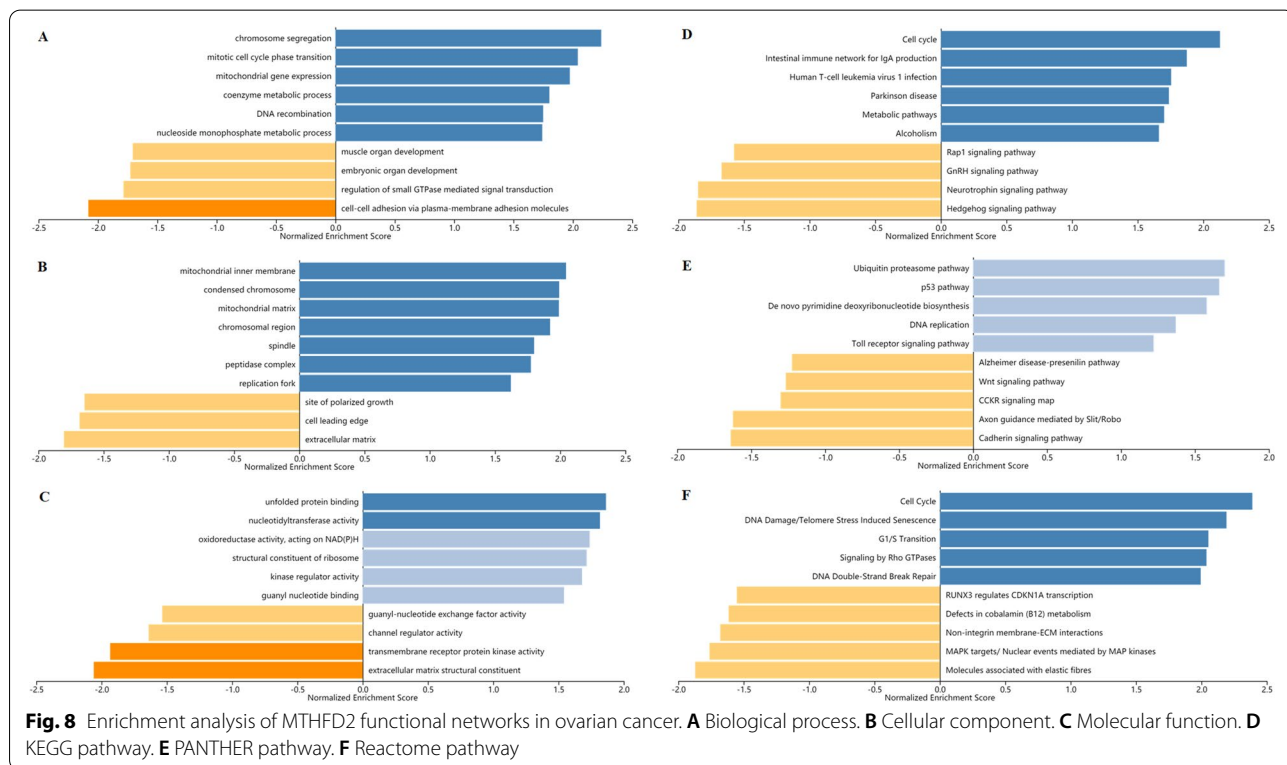 A
chromosome segregation
mitotic cell cycle phase transition
mitochondrial gene expression
coenzyme metabolic process
DNA recombination
nucleoside monophosphate metabolic process
muscle organ development
embryonic organ development
regulation of small GTPase mediated signal transduction
cell-cell adhesion via plasma-membrane adhesion molecules
-2.5 -2.0 -1.5 -1.0 -0.5 0.0 0.5 1.0 1.5 2.0 2.5
Normalized Enrichment Score
B
mitochondrial inner membrane
condensed chromosome
mitochondrial matrix
chromosomal region
spindle
peptidase complex
replication fork
site of polarized growth
cell leading edge
extracellular matrix
-2.0 -1.5 -1.0 -0.5 0.0 0.5 1.0 1.5 2.0 2.5
Normalized Enrichment Score
C
unfolded protein binding
nucleotidyltransferase activity
oxidoreductase activity, acting on NAD(P)H
structural constituent of ribosome
kinase regulator activity
guanyl nucleotide binding
guanyl-nucleotide exchange factor activity
channel regulator activity
transmembrane receptor protein kinase activity
extracellular matrix structural constituent
-2.5 -2.0 -1.5 -1.0 -0.5 0.0 0.5 1.0 1.5 2.0
Normalized Enrichment Score
D
Cell cycle
Intestinal immune network for IgA production
Human T-cell leukemia virus 1 infection
Parkinson disease
Metabolic pathways
Alcoholism
Rap1 signaling pathway
GnRH signaling pathway
Neurotrophin signaling pathway
Hedgehog signaling pathway
-2.0 -1.5 -1.0 -0.5 0.0 0.5 1.0 1.5 2.0 2.5
Normalized Enrichment Score
E
Ubiquitin proteasome pathway
p53 pathway
De novo pyrimidine deoxyribonucleotide biosynthesis
DNA replication
Toll receptor signaling pathway
Alzheimer disease-presenilin pathway
Wnt signaling pathway
CCKR signaling map
Axon guidance mediated by Slit/Robo
Cadherin signaling pathway
-2.0 -1.5 -1.0 -0.5 0.0 0.5 1.0 1.5 2.0
Normalized Enrichment Score
F
Cell Cycle
DNA Damage/Telomere Stress Induced Senescence
G1/S Transition
Signaling by Rho GTPases
DNA Double-Strand Break Repair
RUNX3 regulates CDKN1A transcription
Defects in cobalamin (B12) metabolism
Non-integrin membrane-ECM interactions
MAPK targets/ Nuclear events mediated by MAP kinases
Molecules associated with elastic fibres
-2.0 -1.5 -1.0 -0.5 0.0 0.5 1.0 1.5 2.0 2.5
Normalized Enrichment Score
Fig. 8 Enrichment analysis of MTHFD2 functional networks in ovarian cancer. A Biological process. B Cellular component. C Molecular function. D
KEGG pathway. E PANTHER pathway. F Reactome pathway